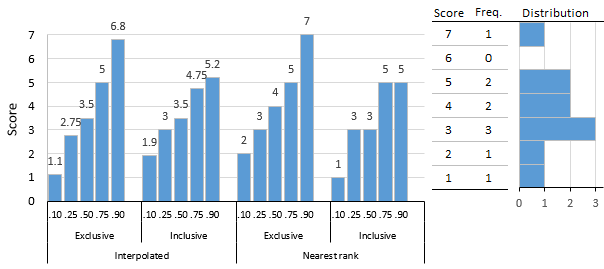 Score
7
6
5
4
3
2
1
0
1.1 2.75 3.5 5 6.8
1.9 3 3.5 4.75 5.2
2 3 4 5 7
1 3 3 5 5
.10 .25 .50 .75 .90 .10 .25 .50 .75 .90 .10 .25 .50 .75 .90 .10 .25 .50 .75 .90
Exclusive Inclusive Exclusive Inclusive
Interpolated Nearest rank
Score Freq. Distribution
7 1
6 0
5 2
4 2
3 3
2 1
1 1
0 1 2 3